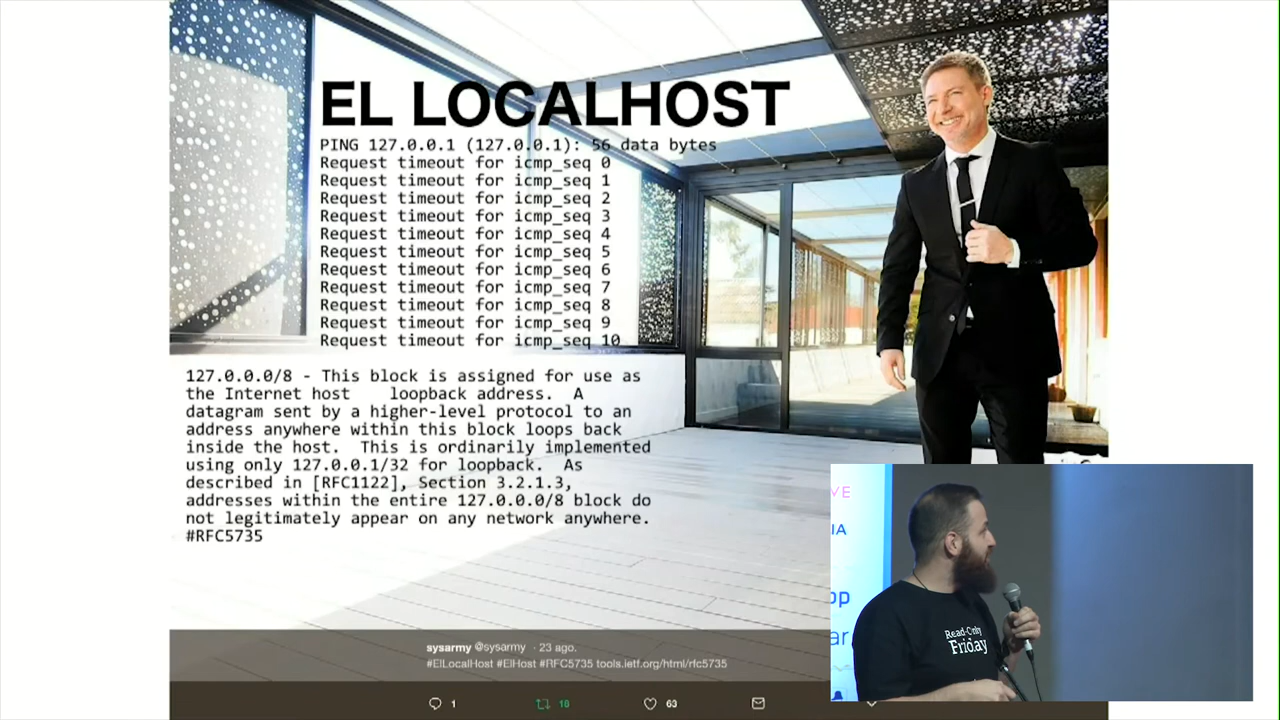 EL LOCALHOST
PING 127.0.0.1 (127.0.0.1): 56 data bytes
Request timeout for icmp_seq 0
Request timeout for icmp_seq 1
Request timeout for icmp_seq 2
Request timeout for icmp_seq 3
Request timeout for icmp_seq 4
Request timeout for icmp_seq 5
Request timeout for icmp_seq 6
Request timeout for icmp_seq 7
Request timeout for icmp_seq 8
Request timeout for icmp_seq 9
Request timeout for icmp_seq 10
127.0.0.0/8 - This block is assigned for use as
the Internet host    loopback address.  A
datagram sent by a higher-level protocol to an
address anywhere within this block loops back
inside the host.  This is ordinarily implemented
using only 127.0.0.1/32 for loopback.  As
described in [RFC1122], Section 3.2.1.3,
addresses within the entire 127.0.0.0/8 block do
not legitimately appear on any network anywhere.
#RFC5735
sysarmy @sysarmy · 23 ago.
#ElLocalHost #ElHost #RFC5735 tools.ietf.org/html/rfc5735
1 18 63
VE
IA
op
ar
A
Read-Only
Friday